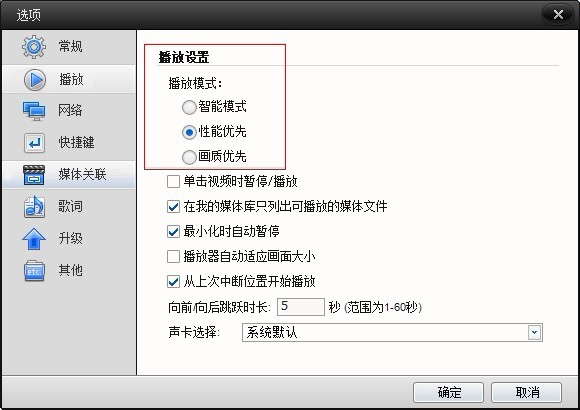 选项
常规
播放
网络
快捷键
媒体关联
歌词
升级
etc.
其他
播放设置
播放模式:
智能模式
性能优先
画质优先
单击视频时暂停/播放
在我的媒体库只列出可播放的媒体文件
最小化时自动暂停
播放器自动适应画面大小
从上次中断位置开始播放
向前/向后跳跃时长: 5 秒 (范围为1-60秒)
声卡选择: 系统默认
确定 取消